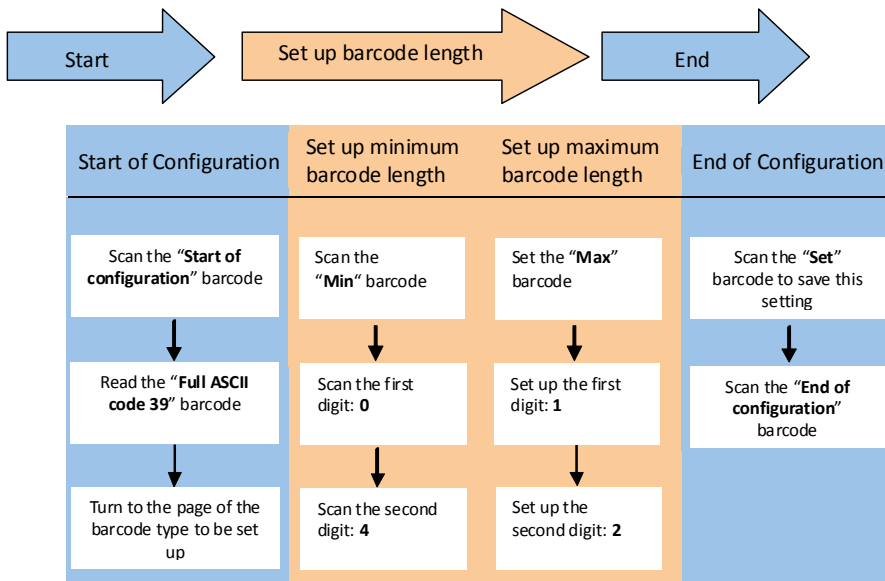 Start
Set up barcode length
End
Start of Configuration
Set up minimum
barcode length
Set up maximum
barcode length
End of Configuration
Scan the “Start of
configuration” barcode
Read the “Full ASCII
code 39” barcode
Turn to the page of the
barcode type to be set
up
Scan the
“Min“ barcode
Scan the first
digit: 0
Scan the second
digit: 4
Set the “Max”
barcode
Set up the first
digit: 1
Set up the
second digit: 2
Scan the “Set”
barcode to save this
setting
Scan the “End of
configuration”
barcode